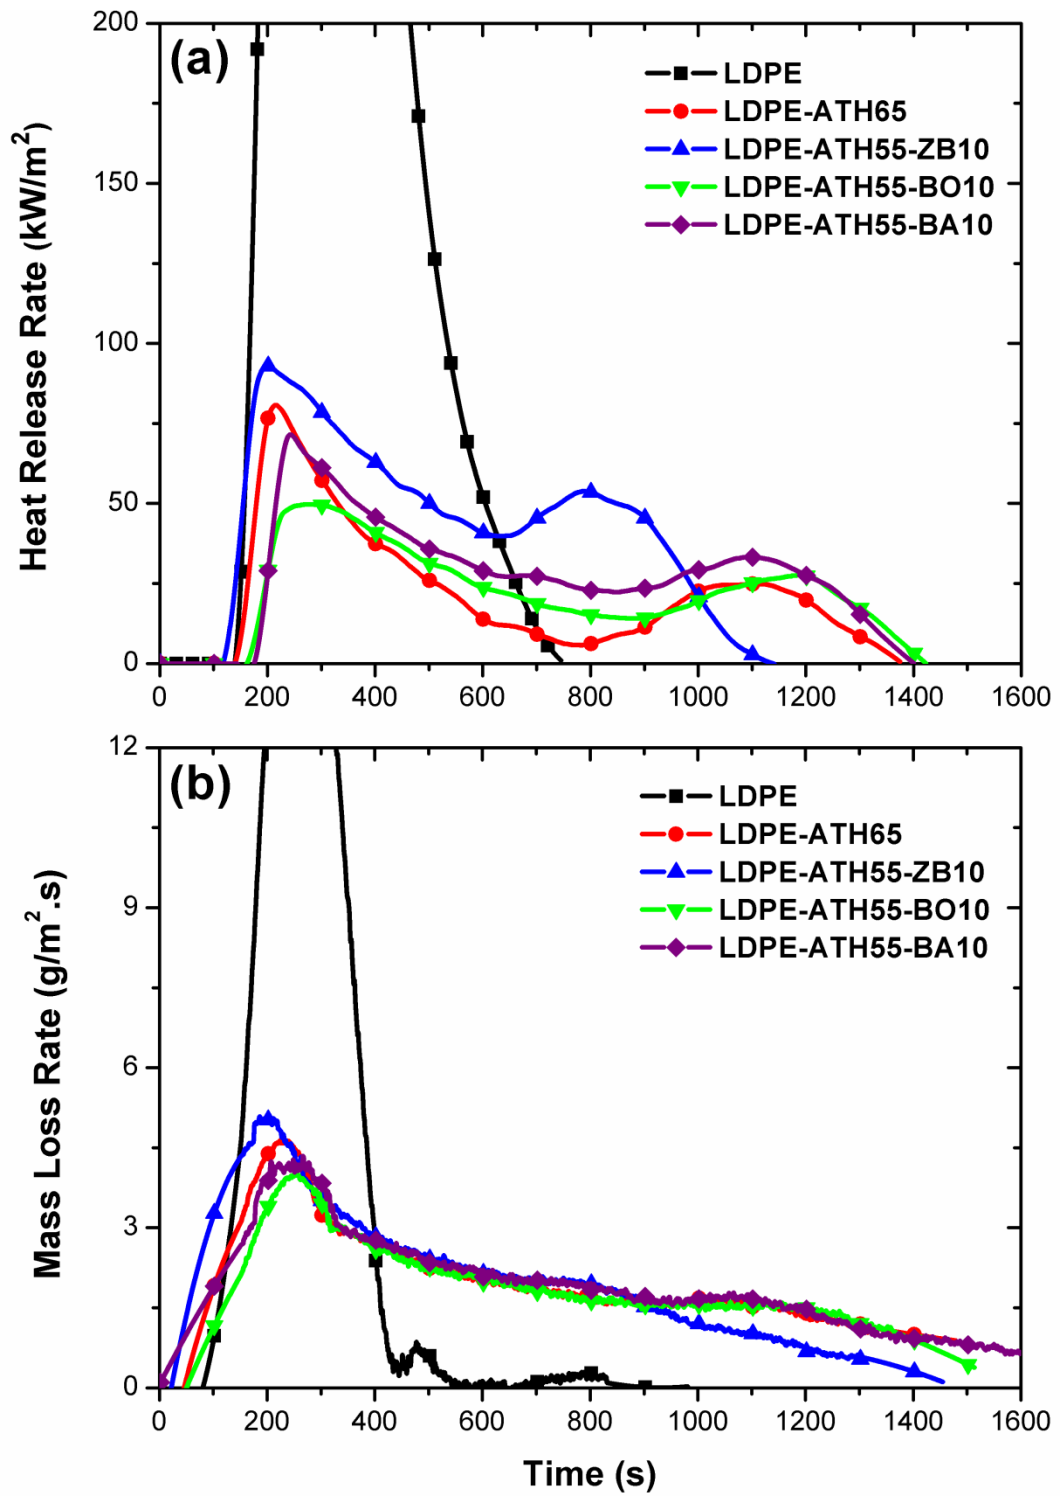 (a)
LDPE
LDPE-ATH65
LDPE-ATH55-ZB10
LDPE-ATH55-BO10
LDPE-ATH55-BA10
Heat Release Rate (kW/m²)
200
150
100
50
0
0 200 400 600 800 1000 1200 1400 1600
(b)
LDPE
LDPE-ATH65
LDPE-ATH55-ZB10
LDPE-ATH55-BO10
LDPE-ATH55-BA10
Mass Loss Rate (g/m².s)
12
9
6
3
0
0 200 400 600 800 1000 1200 1400 1600
Time (s)